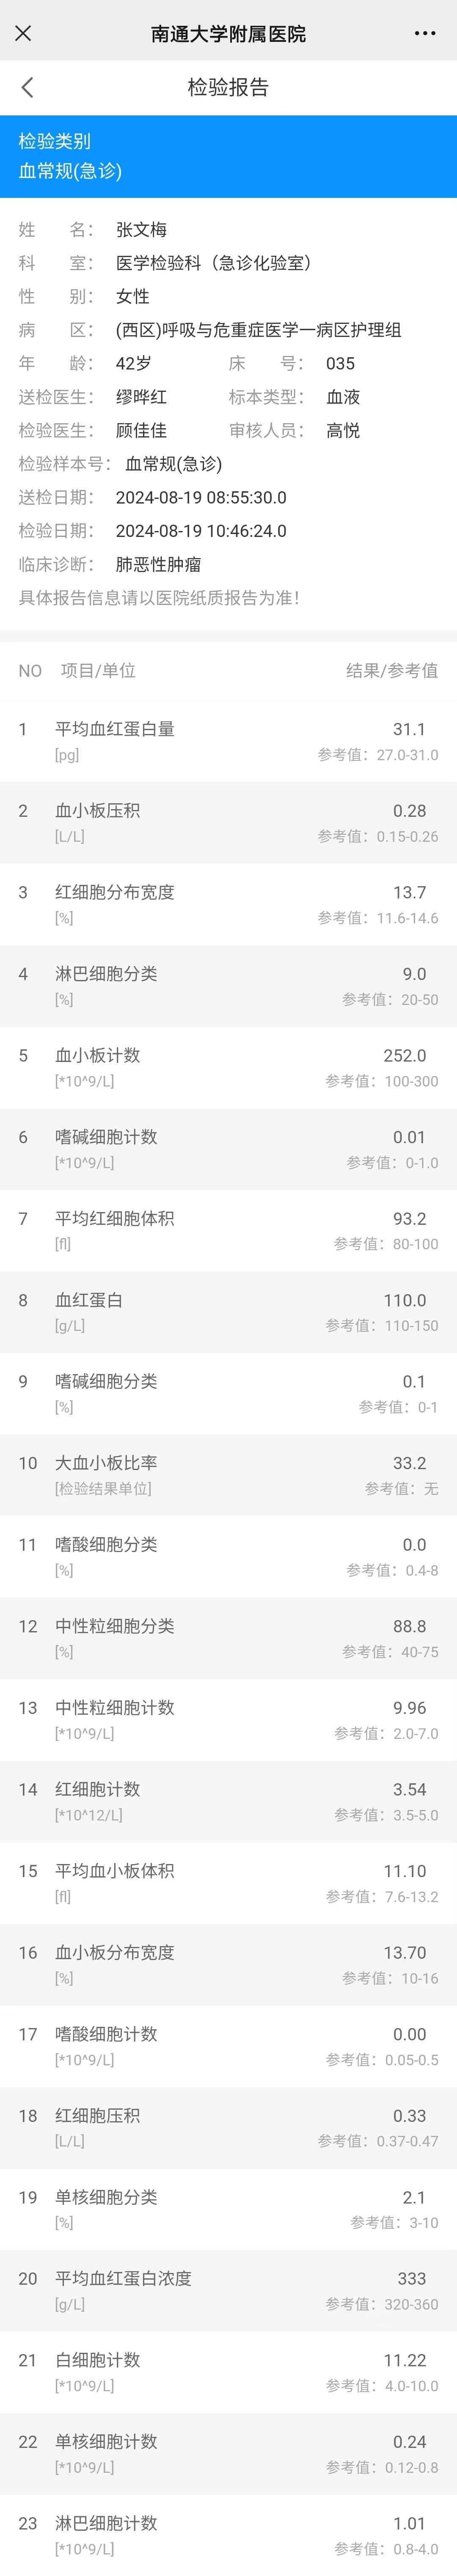 南通大学附属医院
检验报告
检验类别
血常规(急诊)
姓 名： 张文梅
科 室： 医学检验科（急诊化验室）
性 别： 女性
病 区： (西区)呼吸与危重症医学一病区护理组
年 龄： 42岁 床 号： 035
送检医生： 缪晔红 标本类型： 血液
检验医生： 顾佳佳 审核人员： 高悦
检验样本号： 血常规(急诊)
送检日期： 2024-08-19 08:55:30.0
检验日期： 2024-08-19 10:46:24.0
临床诊断： 肺恶性肿瘤
具体报告信息请以医院纸质报告为准！
NO 项目/单位 结果/参考值
1 平均血红蛋白量 31.1
[pg] 参考值：27.0-31.0
2 血小板压积 0.28
[L/L] 参考值：0.15-0.26
3 红细胞分布宽度 13.7
[%] 参考值：11.6-14.6
4 淋巴细胞分类 9.0
[%] 参考值：20-50
5 血小板计数 252.0
[*10^9/L] 参考值：100-300
6 嗜碱细胞计数 0.01
[*10^9/L] 参考值：0-1.0
7 平均红细胞体积 93.2
[fl] 参考值：80-100
8 血红蛋白 110.0
[g/L] 参考值：110-150
9 嗜碱细胞分类 0.1
[%] 参考值：0-1
10 大血小板比率 33.2
[检验结果单位] 参考值：无
11 嗜酸细胞分类 0.0
[%] 参考值：0.4-8
12 中性粒细胞分类 88.8
[%] 参考值：40-75
13 中性粒细胞计数 9.96
[*10^9/L] 参考值：2.0-7.0
14 红细胞计数 3.54
[*10^12/L] 参考值：3.5-5.0
15 平均血小板体积 11.10
[fl] 参考值：7.6-13.2
16 血小板分布宽度 13.70
[%] 参考值：10-16
17 嗜酸细胞计数 0.00
[*10^9/L] 参考值：0.05-0.5
18 红细胞压积 0.33
[L/L] 参考值：0.37-0.47
19 单核细胞分类 2.1
[%] 参考值：3-10
20 平均血红蛋白浓度 333
[g/L] 参考值：320-360
21 白细胞计数 11.22
[*10^9/L] 参考值：4.0-10.0
22 单核细胞计数 0.24
[*10^9/L] 参考值：0.12-0.8
23 淋巴细胞计数 1.01
[*10^9/L] 参考值：0.8-4.0